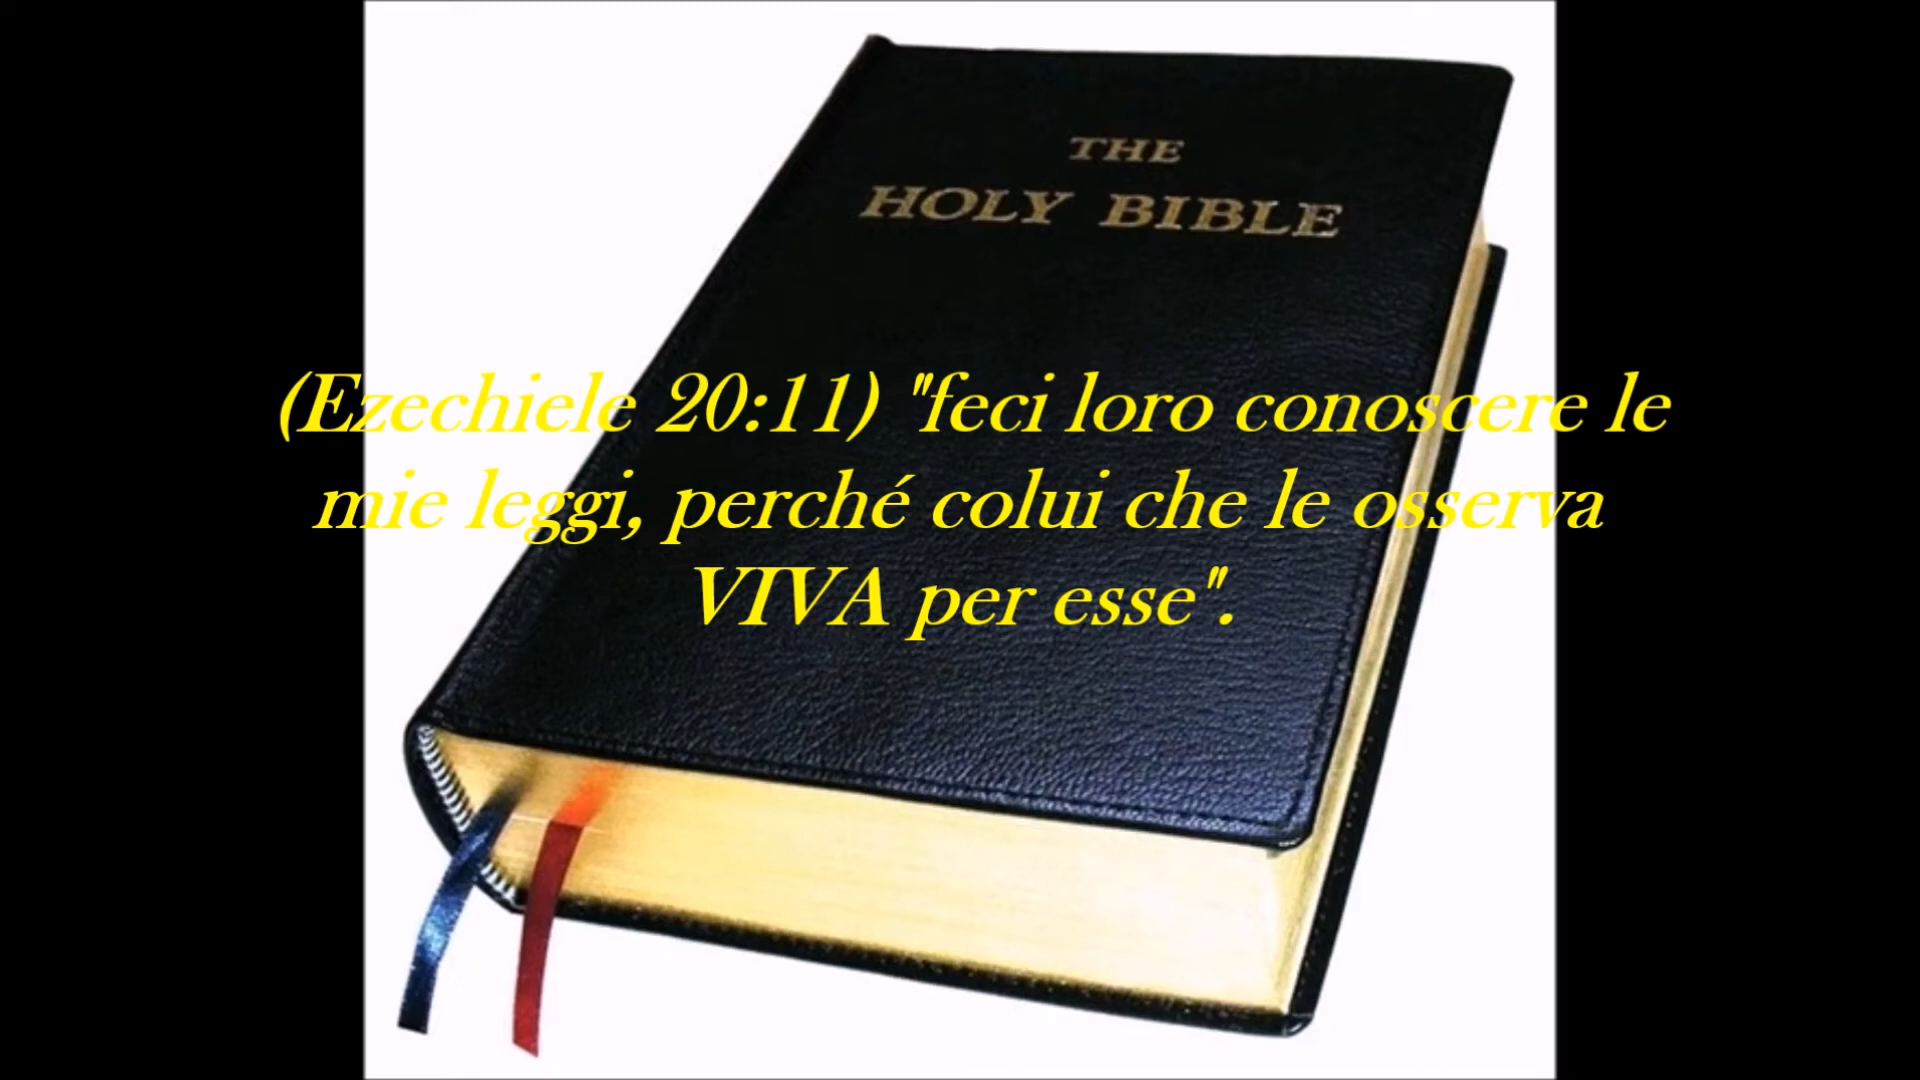 THE
HOLY BIBLE
(Ezechiele 20:11) "feci loro conoscere le
mie leggi, perché colui che le osserva
VIVA per esse".